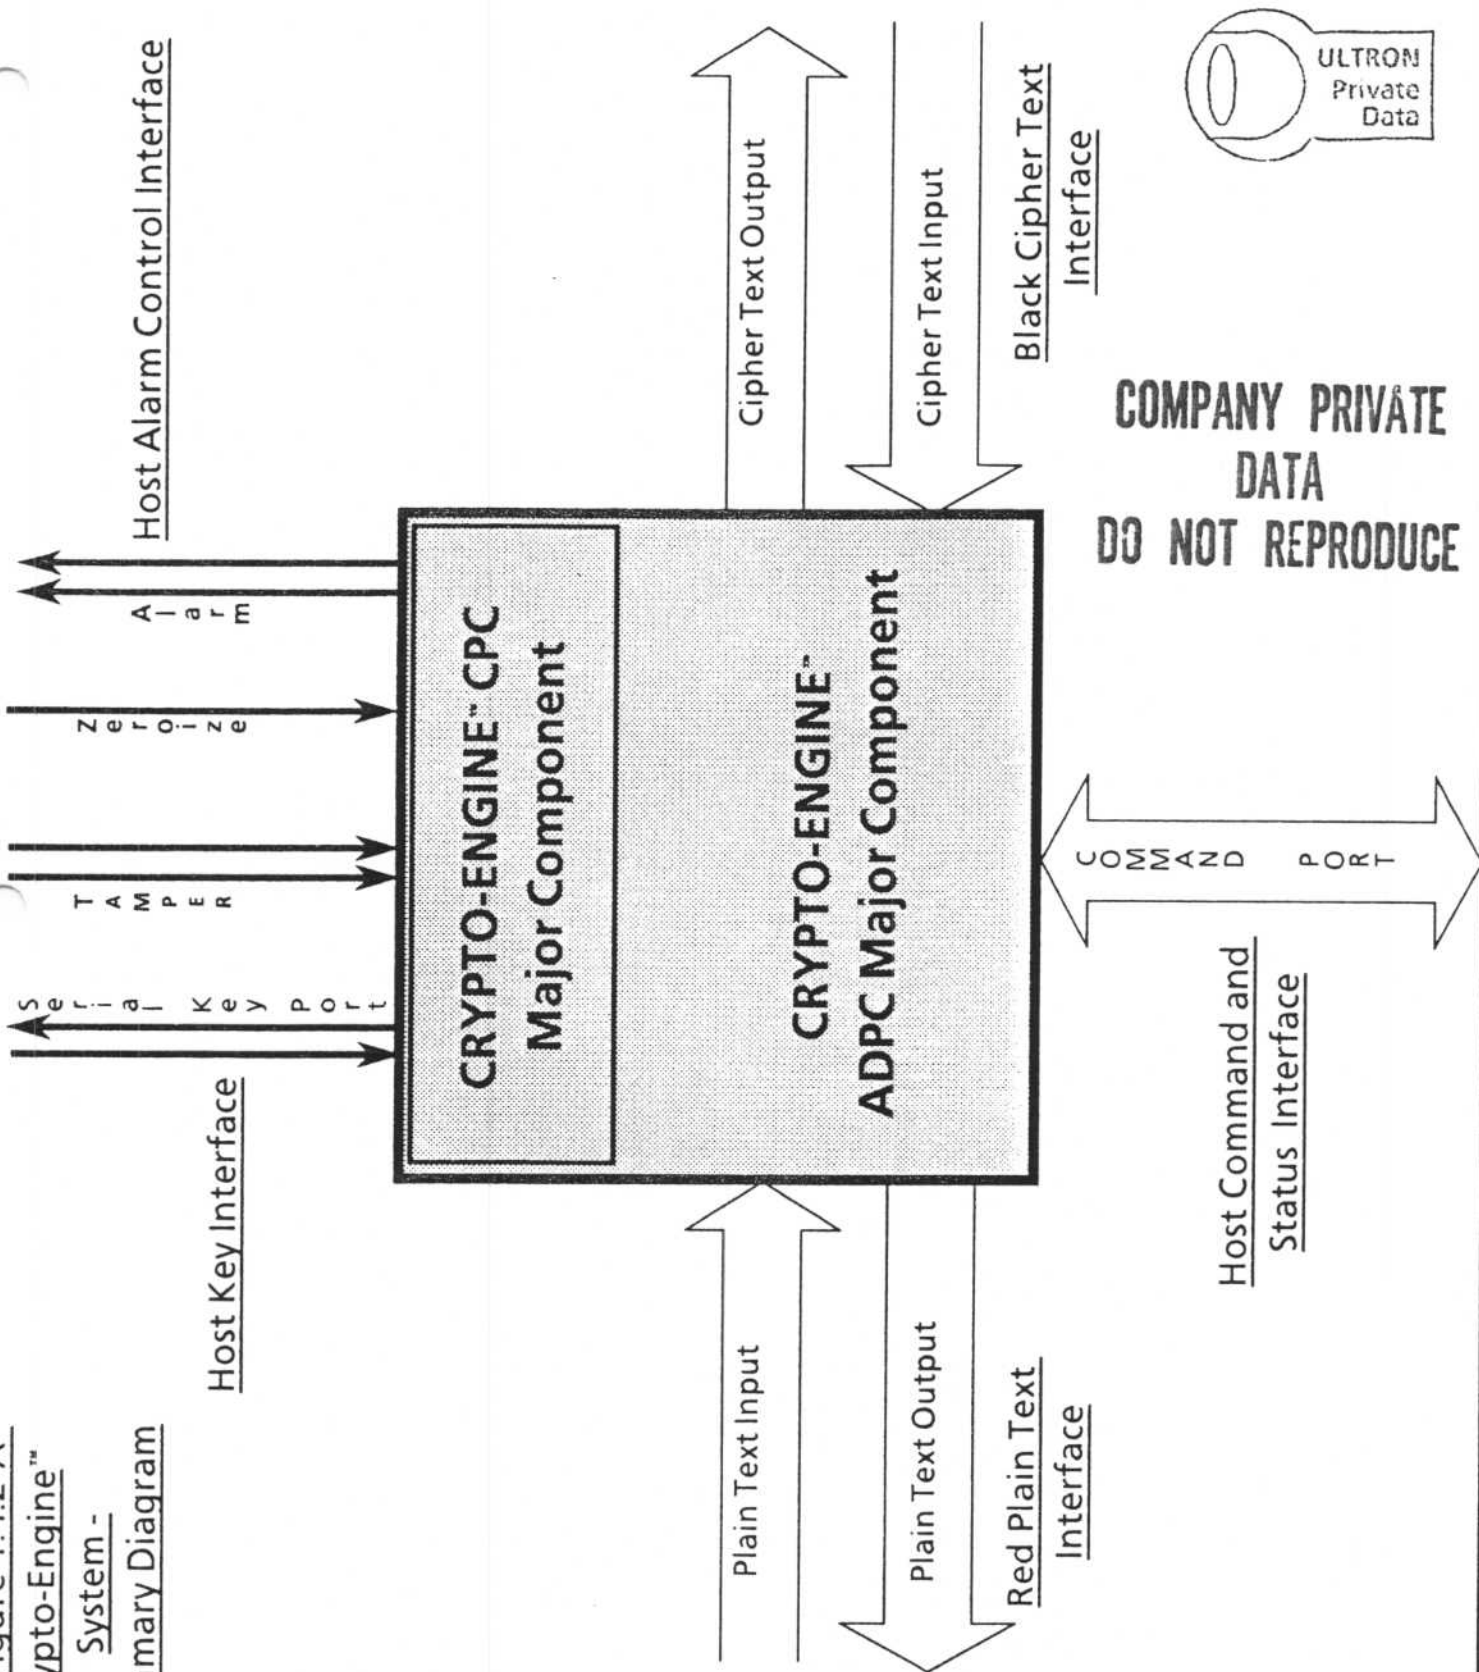 System -
mary Diagram
Host Key Interface
Serial Key Port
TAMPER
Zeroize
Alarm
Host Alarm Control Interface
CRYPTO-ENGINE™ CPC
Major Component
CRYPTO-ENGINE™
ADPC Major Component
Plain Text Input
Plain Text Output
Red Plain Text
Interface
Cipher Text Output
Cipher Text Input
Black Cipher Text
Interface
COMMAND PORT
Host Command and
Status Interface
COMPANY PRIVATE
DATA
DO NOT REPRODUCE
ULTRON
Private
Data